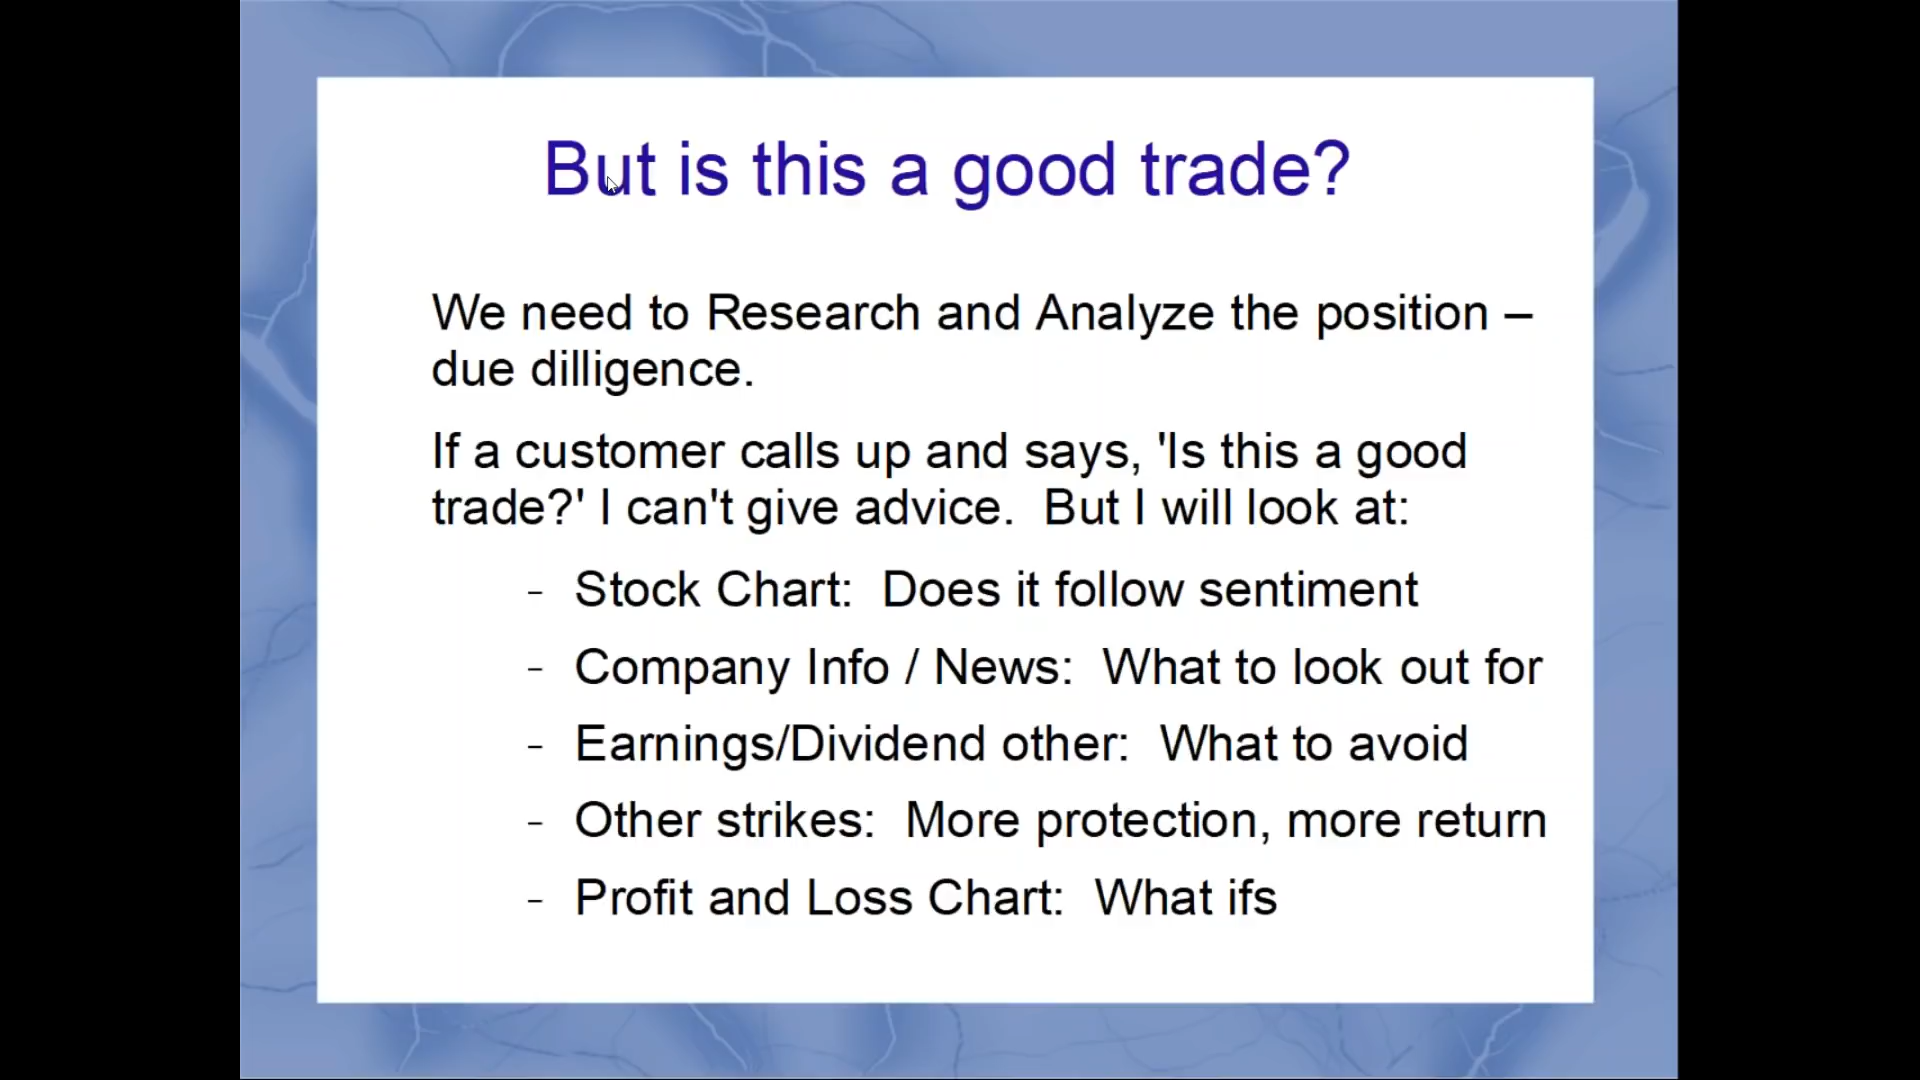 But is this a good trade?
We need to Research and Analyze the position –
due dilligence.
If a customer calls up and says, 'Is this a good
trade?' I can't give advice.  But I will look at:
- Stock Chart:  Does it follow sentiment
- Company Info / News:  What to look out for
- Earnings/Dividend other:  What to avoid
- Other strikes:  More protection, more return
- Profit and Loss Chart:  What ifs